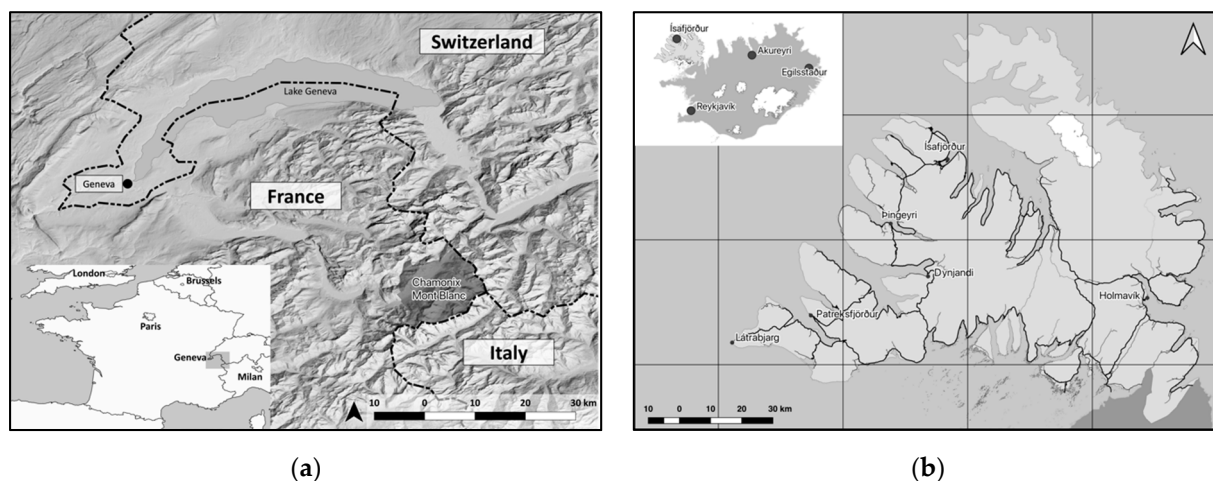 Switzerland
Lake Geneva
Geneva
France
Chamonix
Mont Blanc
Italy
London
Brussels
Paris
Geneva
Milan
10 0 10 20 30 km
(a)
Ísafjörður
Akureyri
Egilsstaður
Reykjavík
Ísafjörður
Þingeyri
Dynjandi
Holmavík
Patreksfjörður
Látrabjarg
10 0 10 20 30 km
(b)